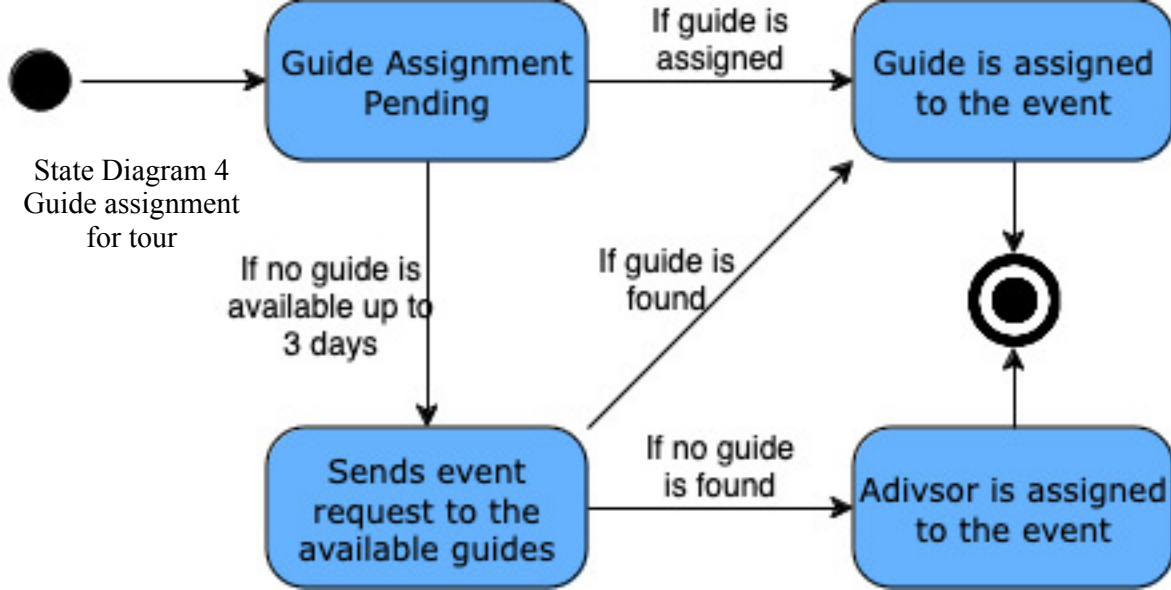 Guide Assignment
Pending
If guide is
assigned
Guide is assigned
to the event
State Diagram 4
Guide assignment
for tour
If no guide is
available up to
3 days
If guide is
found
Sends event
request to the
available guides
If no guide
is found
Adivsor is assigned
to the event